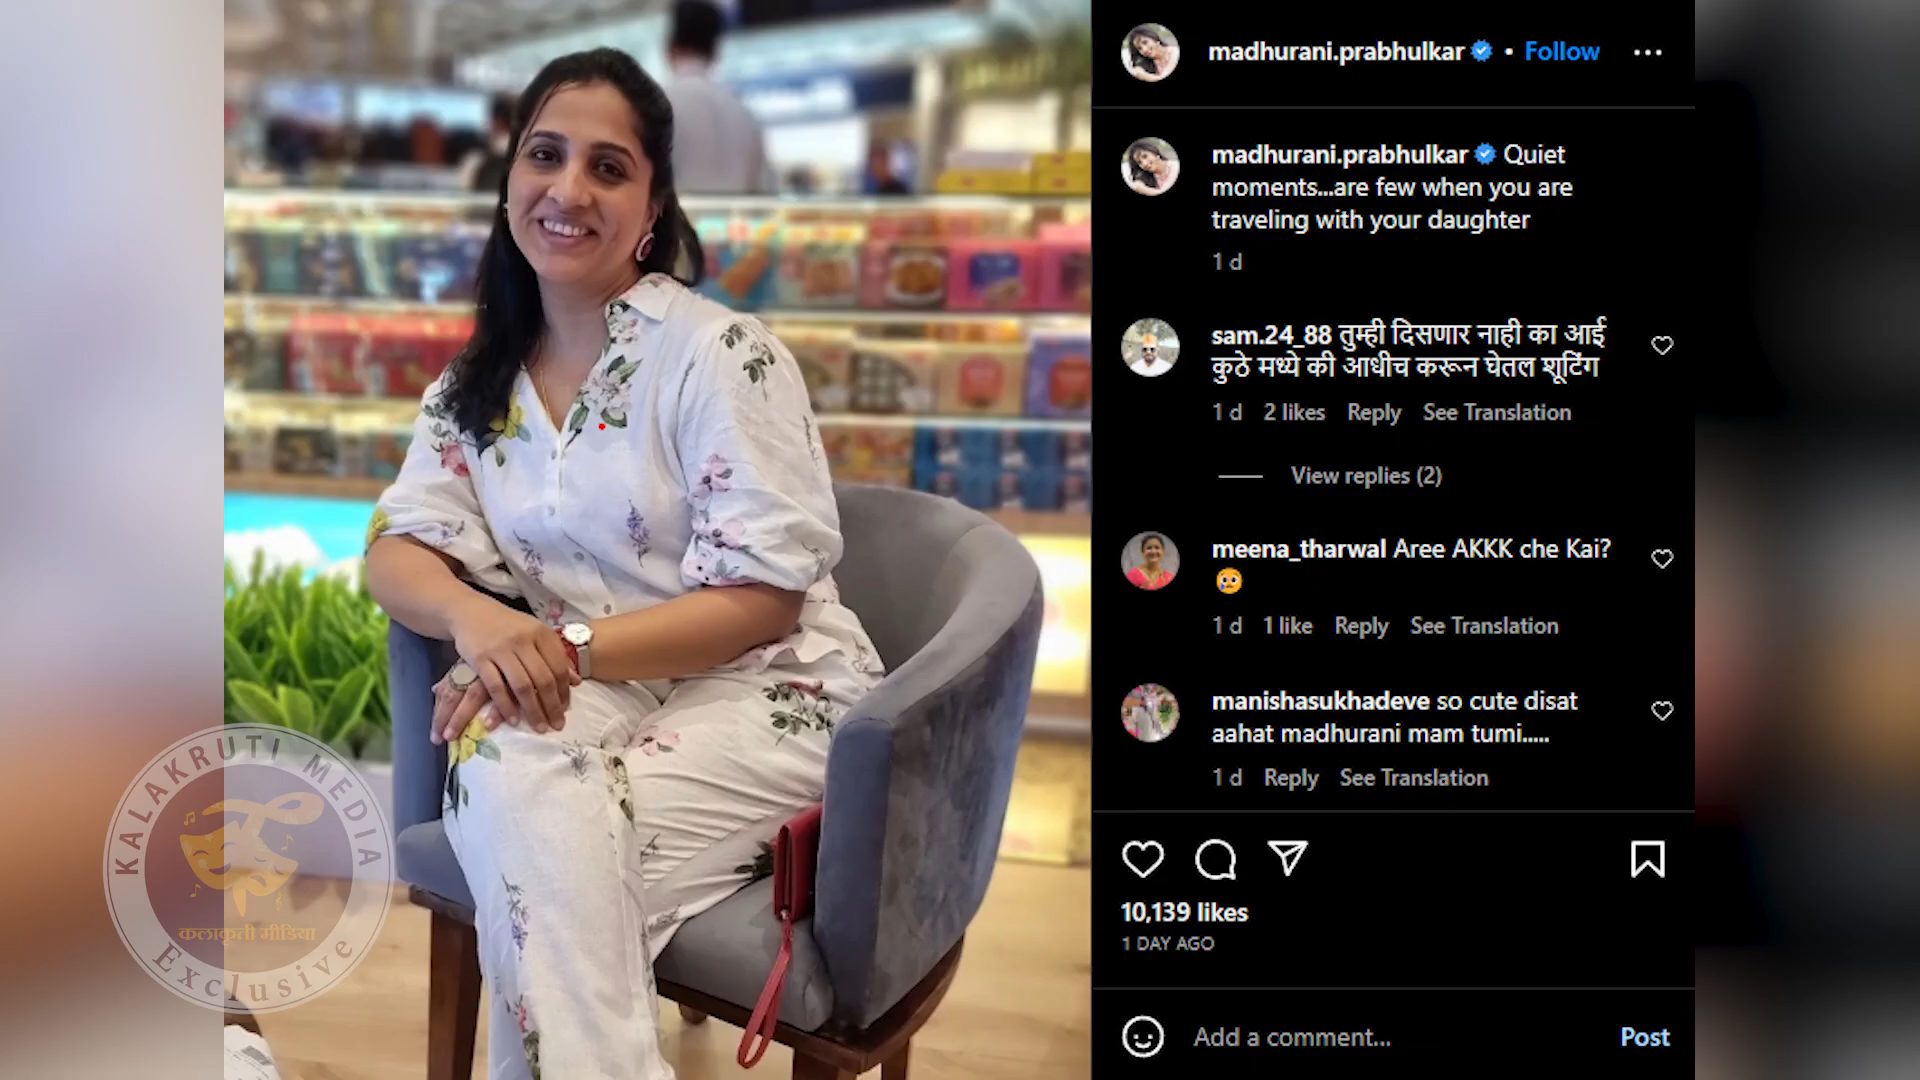 madhurani.prabhulkar • Follow
madhurani.prabhulkar Quiet
moments...are few when you are
traveling with your daughter
1 d
sam.24_88 तुम्ही दिसणार नाही का आई
कुठे मध्ये की आधीच करून घेतल शूटिंग
1 d 2 likes Reply See Translation
View replies (2)
meena_tharwal Aree AKKK che Kai?
😢
1 d 1 like Reply See Translation
manishasukhadeve so cute disat
aahat madhurani mam tumi.....
1 d Reply See Translation
10,139 likes
1 DAY AGO
Add a comment... Post
KALAKRUTI MEDIA
कलाकृती मीडिया
Exclusive